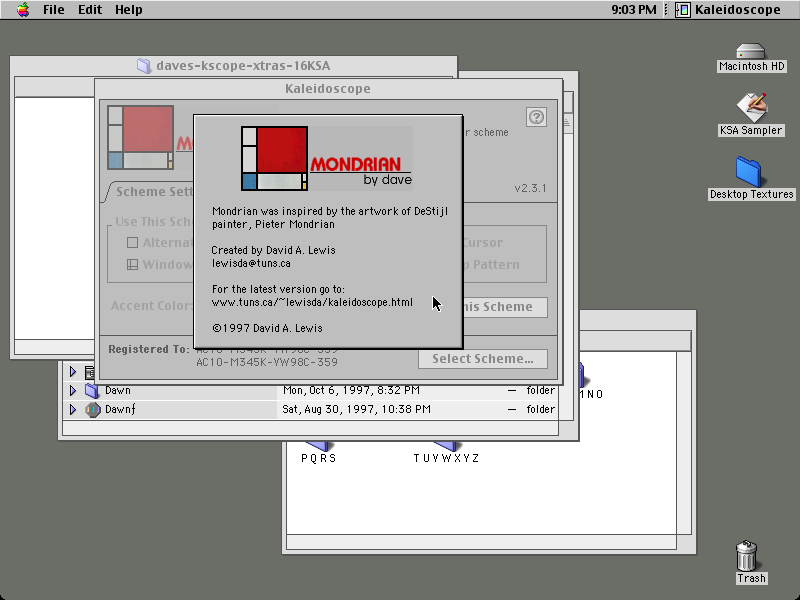 File Edit Help
9:03 PM
Kaleidoscope
daves-kscope-xtras-16KSA
Kaleidoscope
r scheme
v2.3.1
Scheme Sett
Use This Sch
Alternat
Window
Cursor
p Pattern
Accent Color:
his Scheme
Registered To:
AC10-M345K-YW98C-359
Select Scheme...
MONDRIAN
by dave
Mondrian was inspired by the artwork of DeStijl
painter, Pieter Mondrian
Created by David A. Lewis
lewisda@tuns.ca
For the latest version go to:
www.tuns.ca/~lewisda/kaleidoscope.html
©1997 David A. Lewis
Dawn Mon, Oct 6, 1997, 8:32 PM — folder
Dawnƒ Sat, Aug 30, 1997, 10:38 PM — folder
MNO
PQRS
TUVWXYZ
Macintosh HD
KSA Sampler
Desktop Textures
Trash